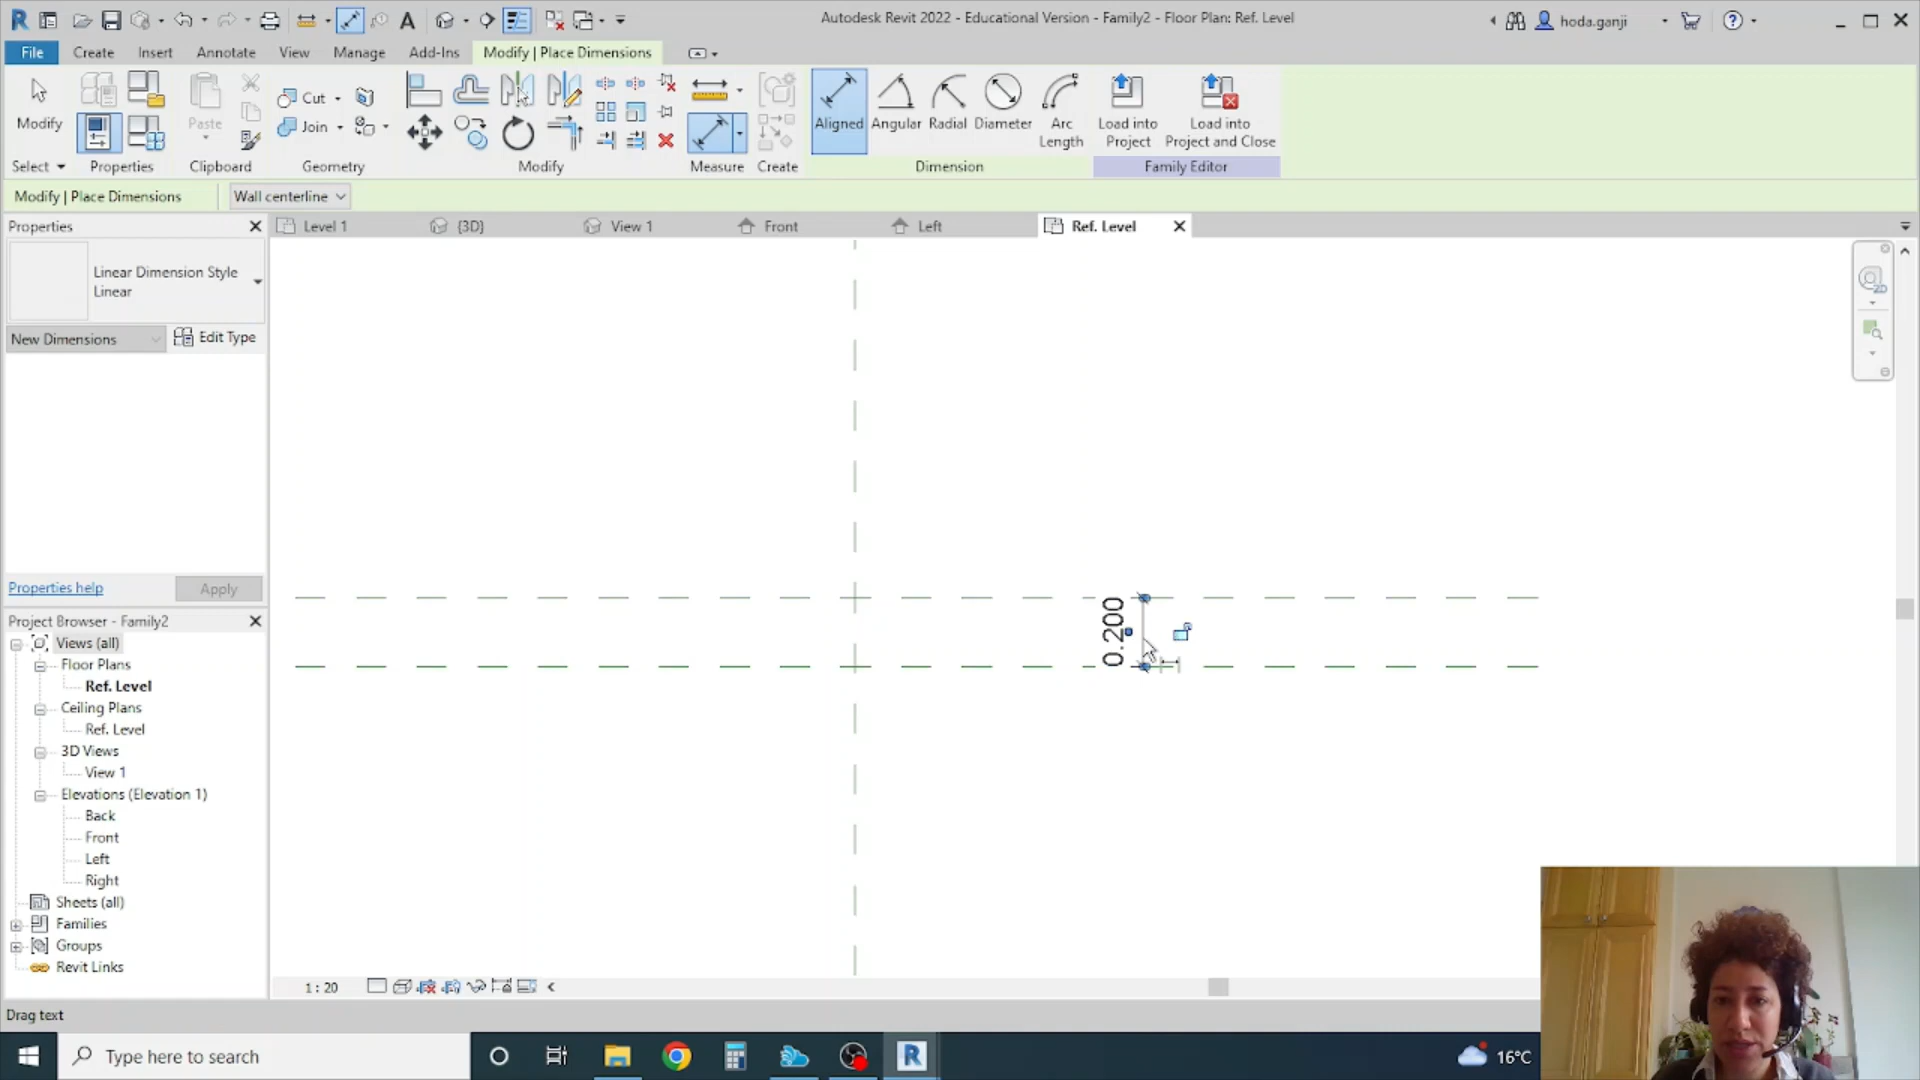 Autodesk Revit 2022 - Educational Version - Family2 - Floor Plan: Ref. Level
hoda.ganji
File Create Insert Annotate View Manage Add-Ins Modify | Place Dimensions
Modify Paste Cut Join Aligned Angular Radial Diameter Arc Length Load into Project Load into Project and Close
Select Properties Clipboard Geometry Modify Measure Create Dimension Family Editor
Modify | Place Dimensions Wall centerline
Properties
Level 1 {3D} View 1 Front Left Ref. Level
Linear Dimension Style
Linear
New Dimensions Edit Type
Properties help Apply
Project Browser - Family2
Views (all)
Floor Plans
Ref. Level
Ceiling Plans
Ref. Level
3D Views
View 1
Elevations (Elevation 1)
Back
Front
Left
Right
Sheets (all)
Families
Groups
Revit Links
0.200
1 : 20
Drag text
Type here to search
16°C